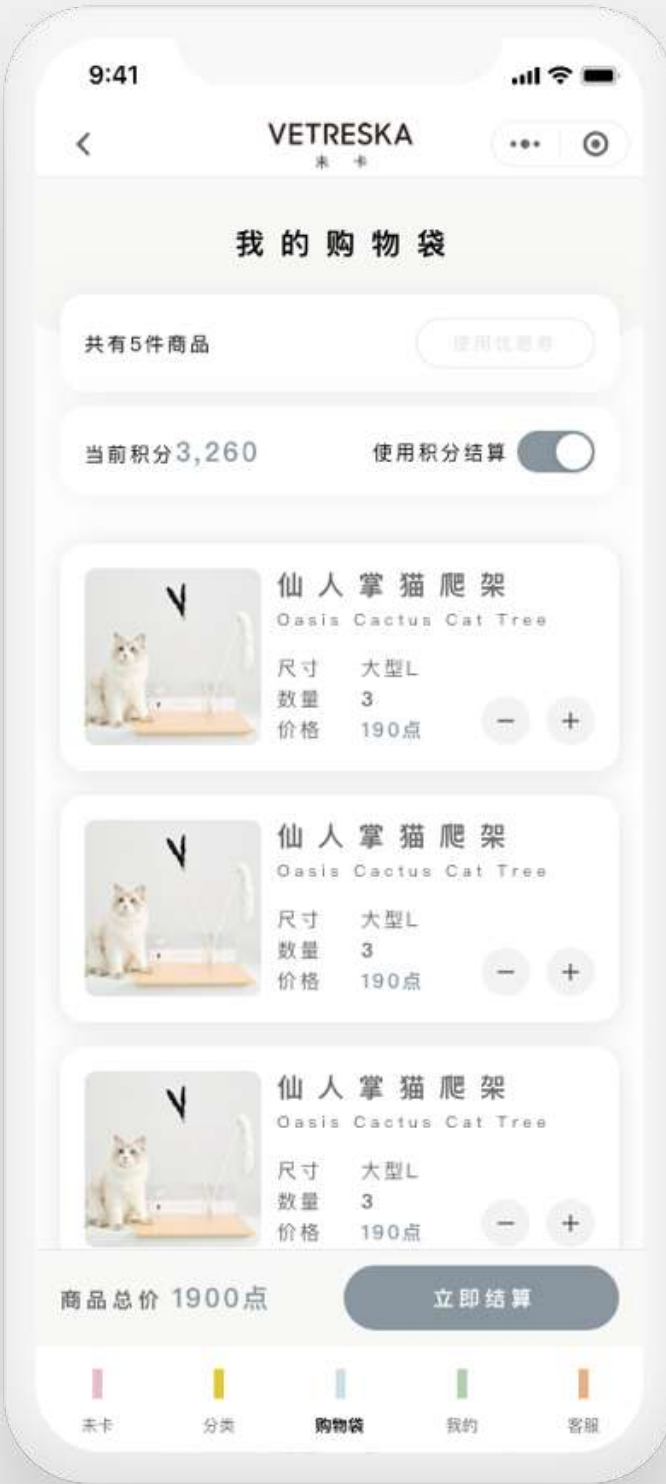 9:41
VETRESKA
未 卡
我的购物袋
共有5件商品
使用优惠券
当前积分3,260
使用积分结算
仙人掌猫爬架
Oasis Cactus Cat Tree
尺寸 大型L
数量 3
价格 190点
仙人掌猫爬架
Oasis Cactus Cat Tree
尺寸 大型L
数量 3
价格 190点
仙人掌猫爬架
Oasis Cactus Cat Tree
尺寸 大型L
数量 3
价格 190点
商品总价 1900点
立即结算
未卡
分类
购物袋
我的
客服